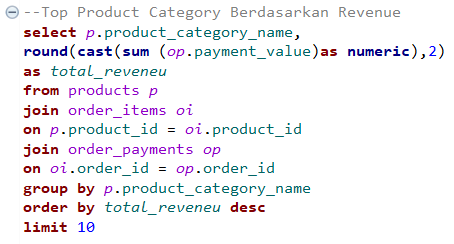 --Top Product Category Berdasarkan Revenue
select p.product_category_name,
round(cast(sum (op.payment_value)as numeric),2)
as total_reveneu
from products p
join order_items oi
on p.product_id = oi.product_id
join order_payments op
on oi.order_id = op.order_id
group by p.product_category_name
order by total_reveneu desc
limit 10